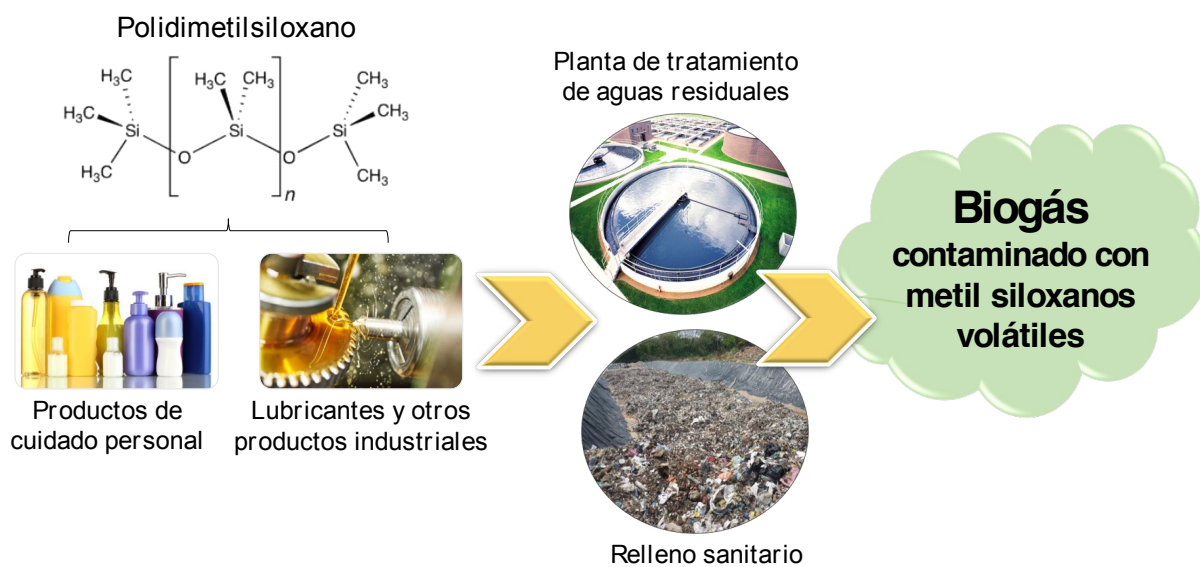 Polidimetilsiloxano
H₃C
CH₃
H₃C
CH₃
H₃C
Si
Si
Si
CH₃
H₃C
O
O
CH₃
n
Productos de
cuidado personal
Lubricantes y otros
productos industriales
Planta de tratamiento
de aguas residuales
Relleno sanitario
Biogás
contaminado con
metil siloxanos
volátiles